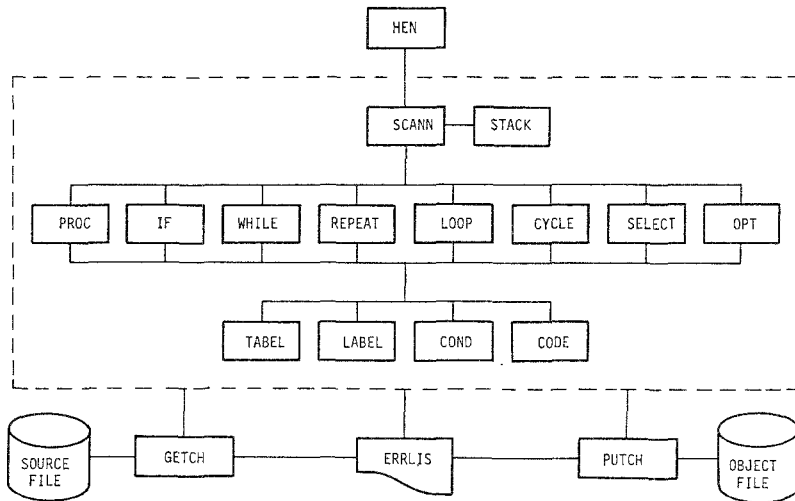 HEN
SCANN STACK
PROC IF WHILE REPEAT LOOP CYCLE SELECT OPT
TABEL LABEL COND CODE
SOURCE FILE
GETCH
ERRLIS
PUTCH
OBJECT FILE